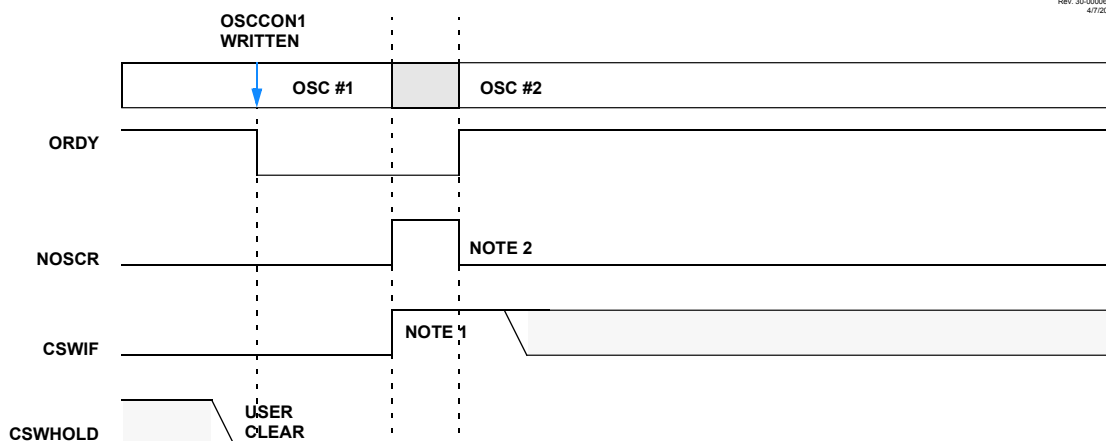 OSCCON1
WRITTEN
OSC #1
OSC #2
ORDY
NOSCR
NOTE 2
CSWIF
NOTE 1
CSWHOLD
USER
CLEAR